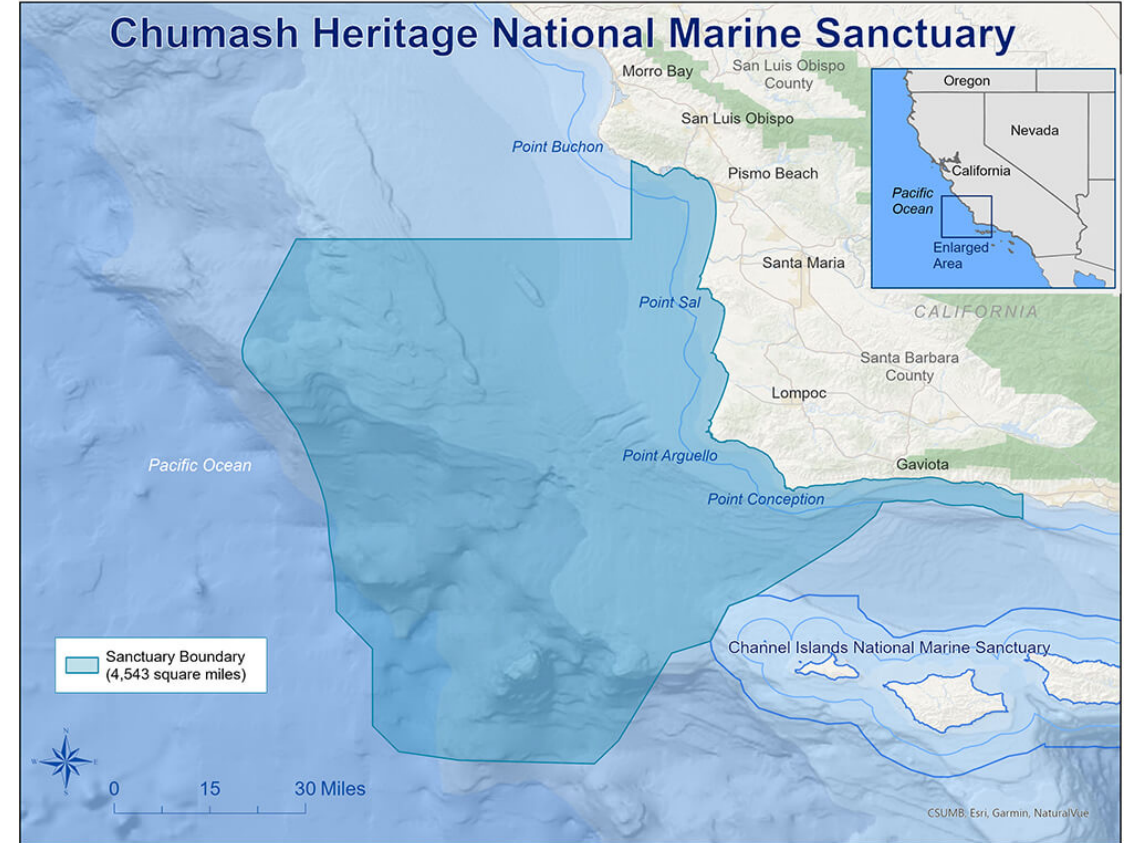 Chumash Heritage National Marine Sanctuary
Morro Bay
San Luis Obispo
County
San Luis Obispo
Point Buchon
Pismo Beach
Oregon
Nevada
California
Pacific
Ocean
Enlarged
Area
Santa Maria
Point Sal
CALIFORNIA
Santa Barbara
County
Lompoc
Point Arguello
Pacific Ocean
Gaviota
Point Conception
Channel Islands National Marine Sanctuary
Sanctuary Boundary
(4,543 square miles)
N
W
E
S
0 15 30 Miles
CSUMB, Esri, Garmin, NaturalVue